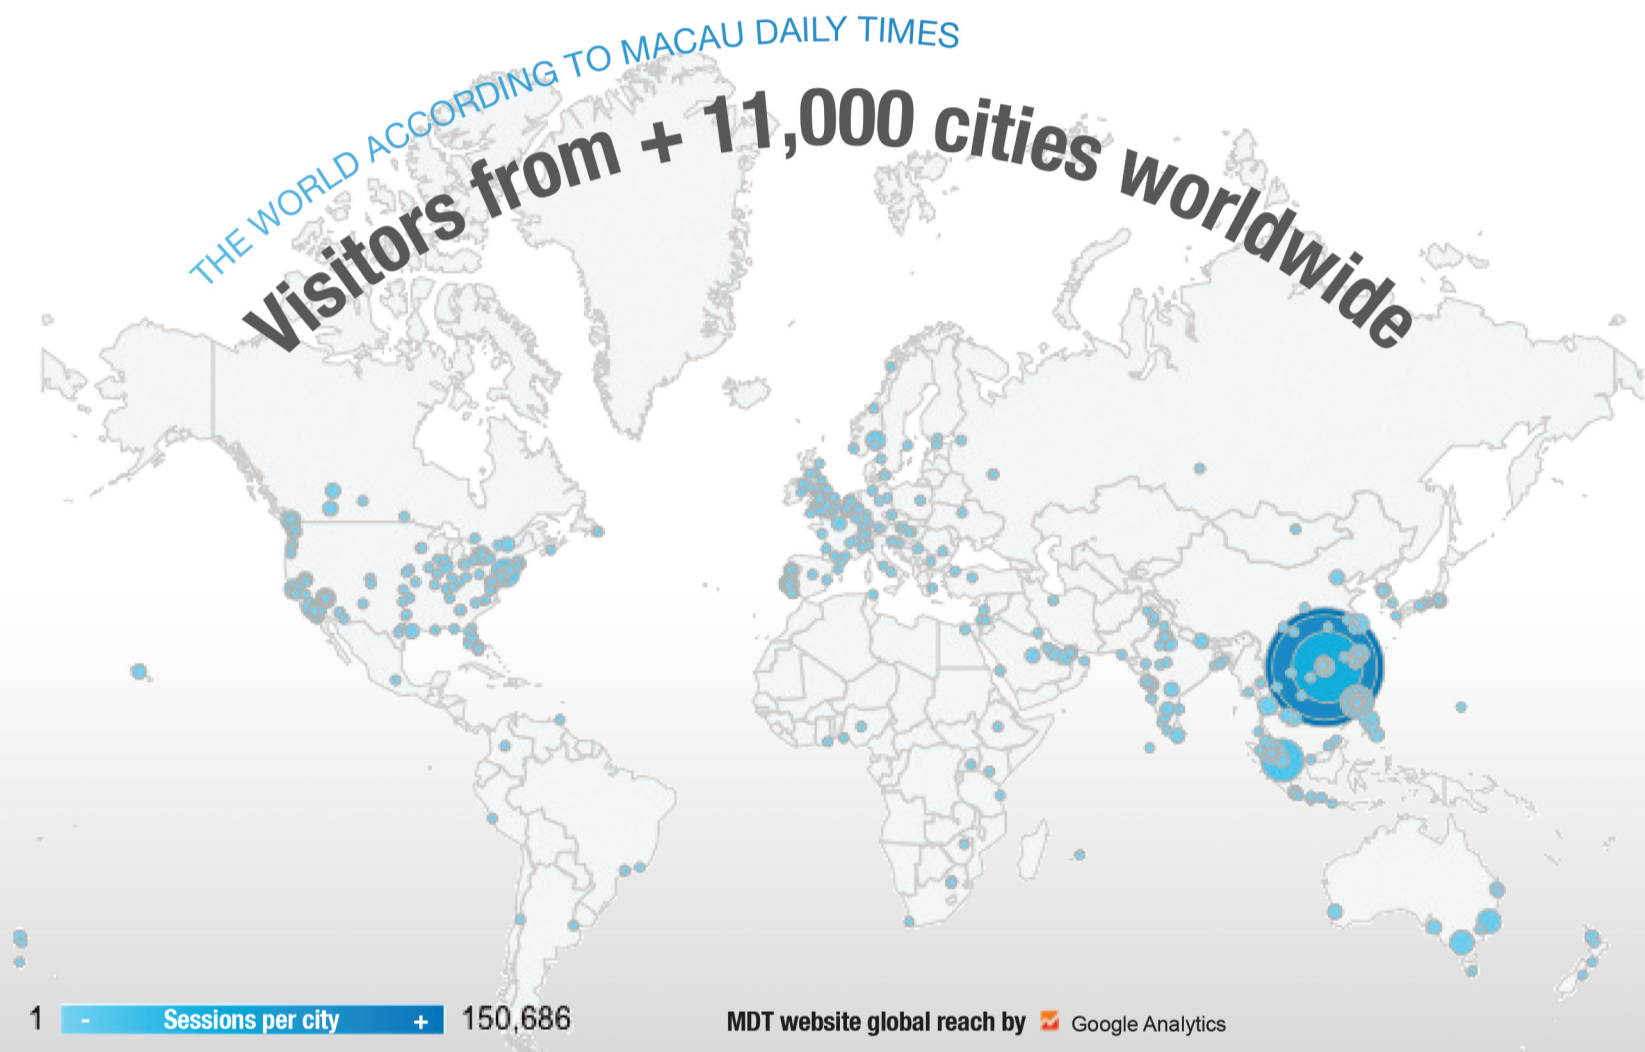 THE WORLD ACCORDING TO MACAU DAILY TIMES
Visitors from + 11,000 cities worldwide
1 - Sessions per city + 150,686
MDT website global reach by Google Analytics